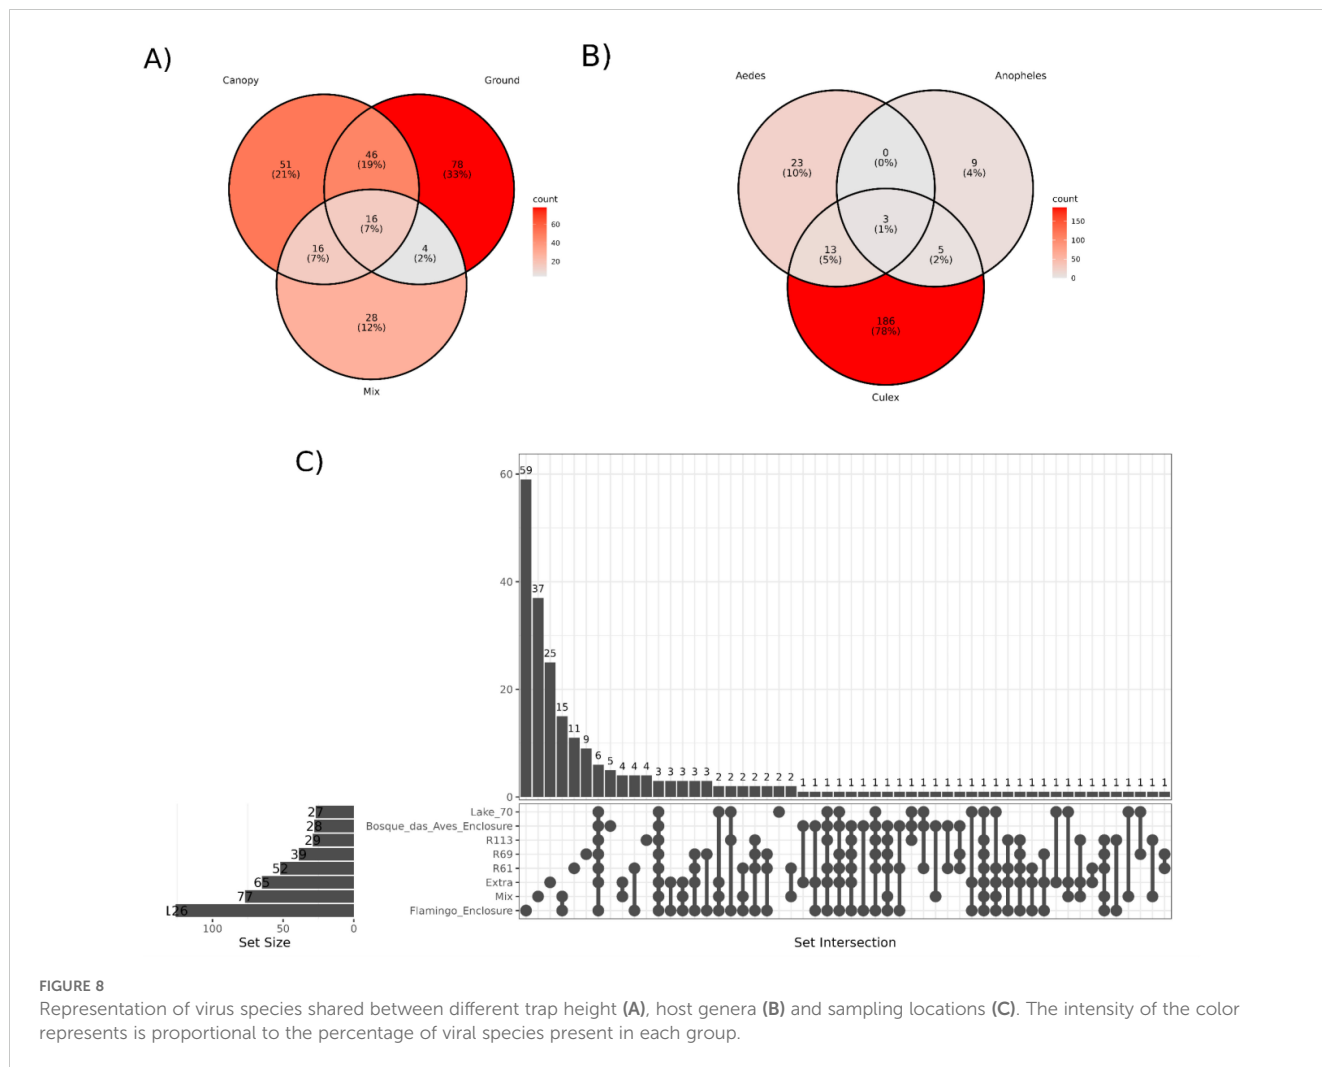 A)
B)
Canopy
Ground
Aedes
Anopheles
51
(21%)
46
(19%)
78
(33%)
16
(7%)
16
(7%)
4
(2%)
28
(12%)
Mix
count
60
40
20
23
(10%)
0
(0%)
9
(4%)
3
(1%)
13
(5%)
5
(2%)
186
(78%)
Culex
count
150
100
50
0
C)
60
40
20
0
59 37 25 15 11 9 6 5 4 4 4 3 3 3 3 3 2 2 2 2 2 2 2 1 1 1 1 1 1 1 1 1 1 1 1 1 1 1 1 1 1 1 1 1 1 1 1 1 1 1 1 1 1 1
27 Lake_70
28 Bosque_das_Aves_Enclosure
29 R113
39 R69
52 R61
65 Extra
77 Mix
126 Flamingo_Enclosure
100 50 0
Set Size
Set Intersection
FIGURE 8
Representation of virus species shared between different trap height (A), host genera (B) and sampling locations (C). The intensity of the color
represents is proportional to the percentage of viral species present in each group.